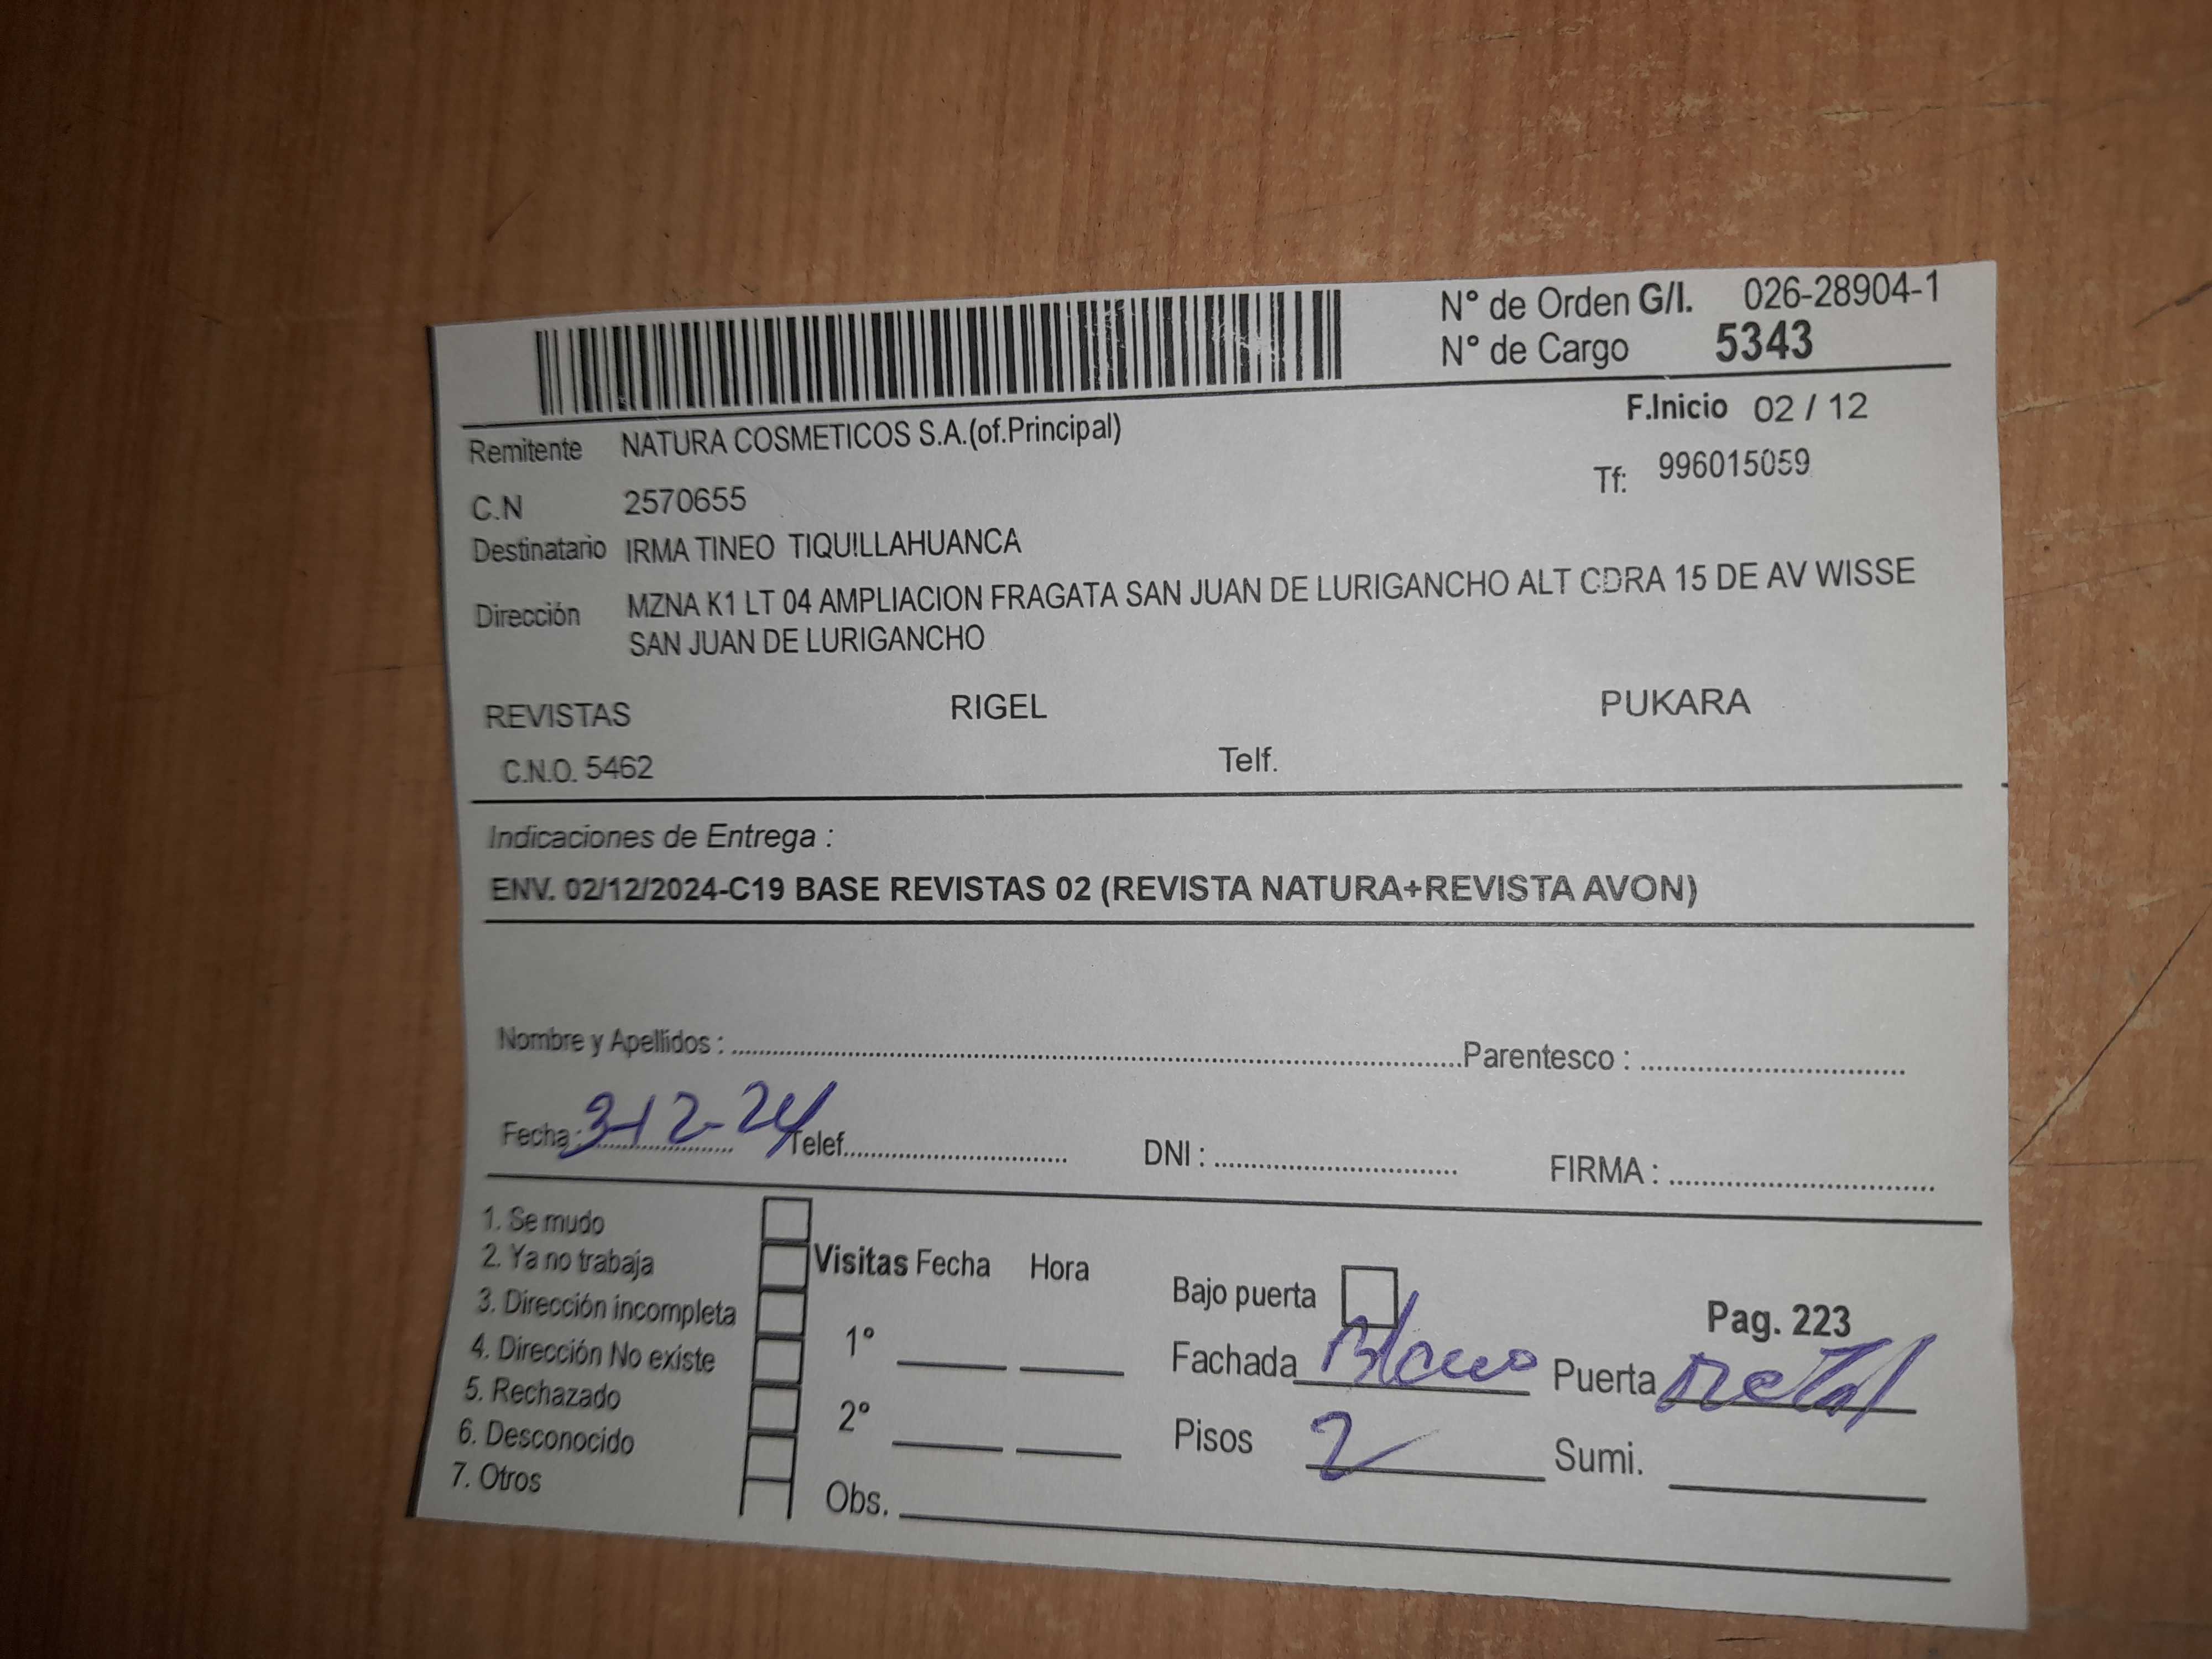 N° de Orden G/I. 026-28904-1
N° de Cargo 5343
F.Inicio 02 / 12
Remitente NATURA COSMETICOS S.A.(of.Principal)
Tf: 996015059
C.N 2570655
Destinatario IRMA TINEO TIQUILLAHUANCA
Dirección MZNA K1 LT 04 AMPLIACION FRAGATA SAN JUAN DE LURIGANCHO ALT CDRA 15 DE AV WISSE
SAN JUAN DE LURIGANCHO
REVISTAS RIGEL PUKARA
C.N.O. 5462 Telf.
Indicaciones de Entrega :
ENV. 02/12/2024-C19 BASE REVISTAS 02 (REVISTA NATURA+REVISTA AVON)
Nombre y Apellidos : Parentesco :
Fecha : 3-12-24 Telef. DNI : FIRMA :
1. Se mudo
2. Ya no trabaja
3. Dirección incompleta
4. Dirección No existe
5. Rechazado
6. Desconocido
7. Otros
Visitas Fecha Hora
1°
2°
Obs.
Bajo puerta
Pag. 223
Fachada Blanco Puerta Metal
Pisos 2 Sumi.